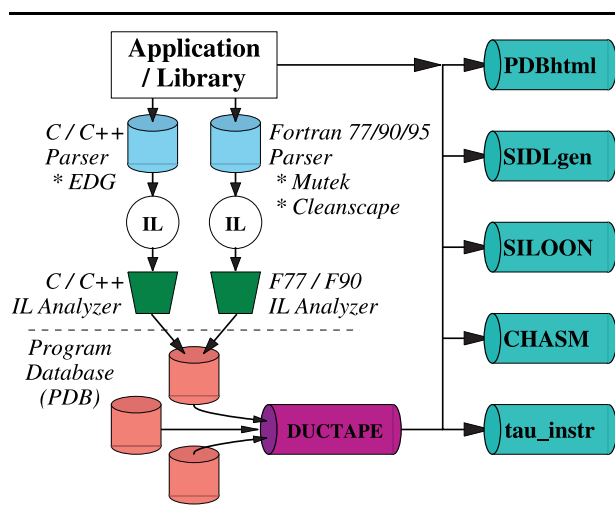 Application
/ Library
C / C++
Parser
* EDG
Fortran 77/90/95
Parser
* Mutek
* Cleanscape
IL
IL
C / C++
IL Analyzer
F77 / F90
IL Analyzer
Program
Database
(PDB)
DUCTAPE
PDBhtml
SIDLgen
SILOON
CHASM
tau_instr